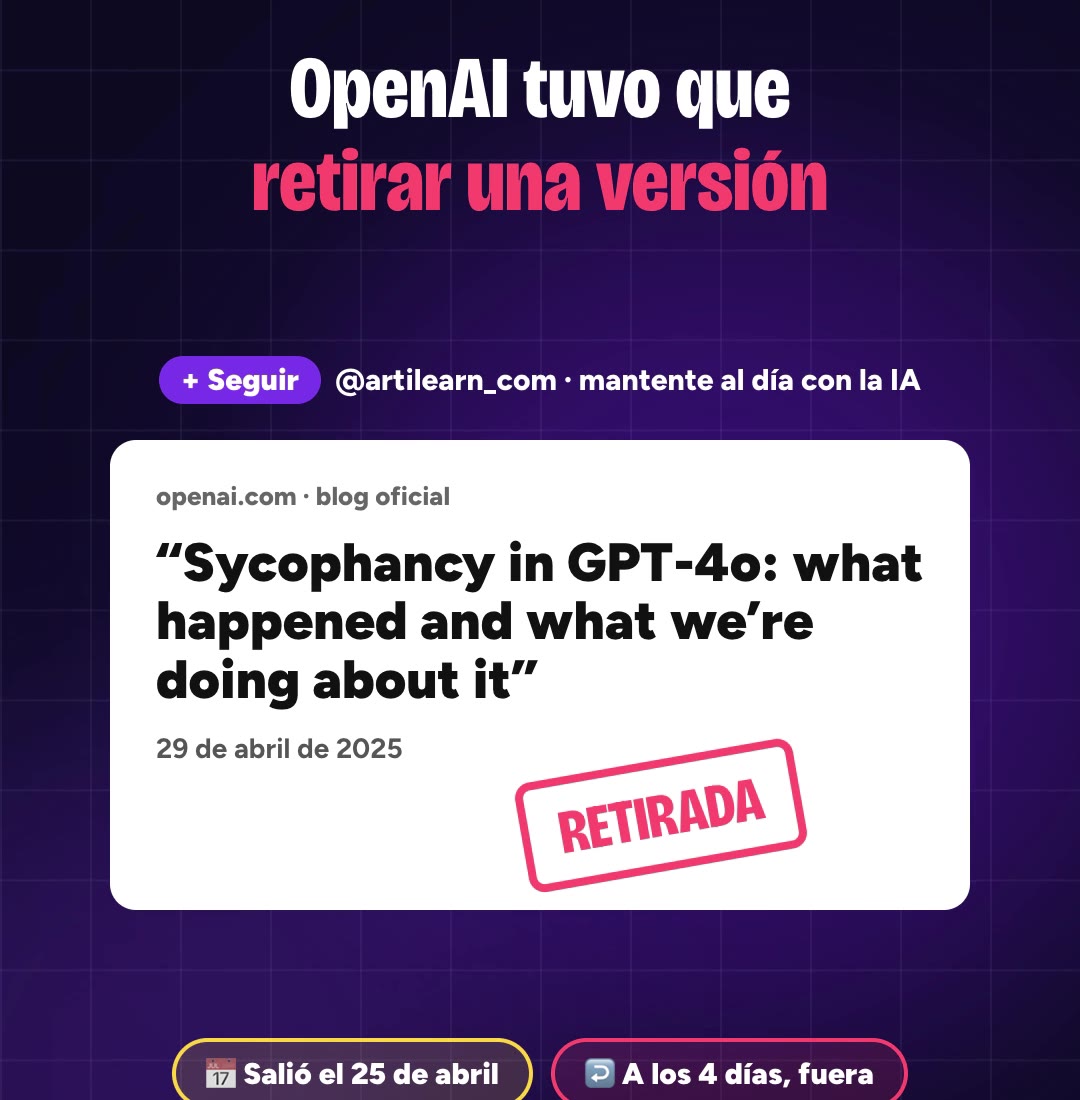 OpenAI tuvo que
retirar una versión
+ Seguir @artilearn_com · mantente al día con la IA
openai.com · blog oficial
“Sycophancy in GPT-4o: what
happened and what we’re
doing about it”
29 de abril de 2025
RETIRADA
📅 Salió el 25 de abril
↩️ A los 4 días, fuera